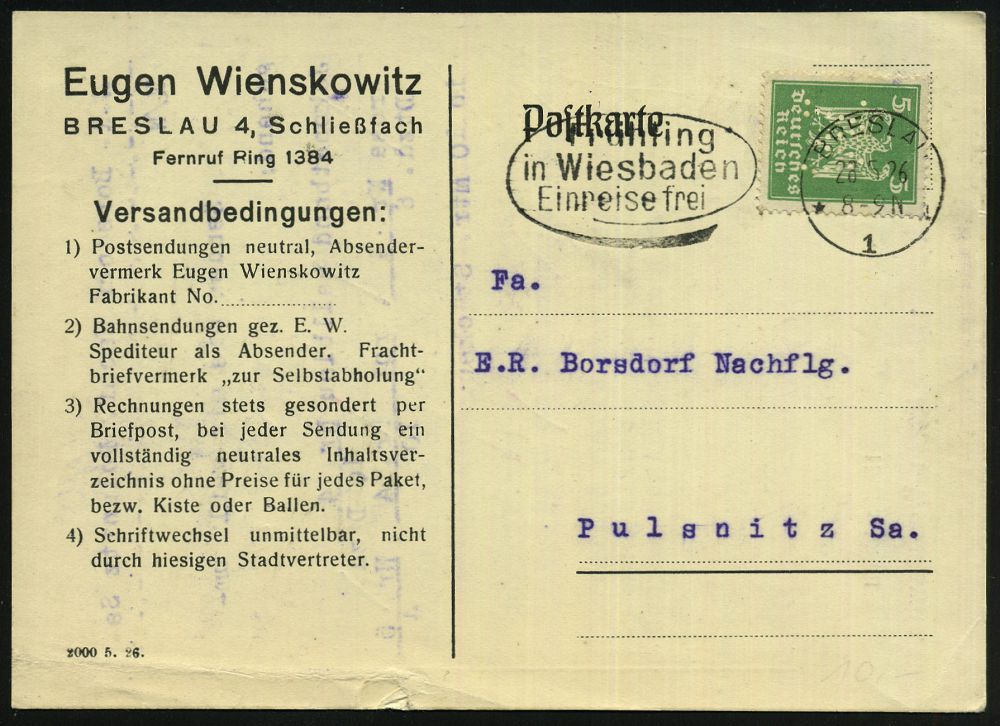 Eugen Wienskowitz
BRESLAU 4, Schließfach
Fernruf Ring 1384
Versandbedingungen:
1) Postsendungen neutral, Absender-
vermerk Eugen Wienskowitz
Fabrikant No.
2) Bahnsendungen gez. E. W.
Spediteur als Absender. Fracht-
briefvermerk „zur Selbstabholung“
3) Rechnungen stets gesondert per
Briefpost, bei jeder Sendung ein
vollständig neutrales Inhaltsver-
zeichnis ohne Preise für jedes Paket,
bezw. Kiste oder Ballen.
4) Schriftwechsel unmittelbar, nicht
durch hiesigen Stadtvertreter.
2000 5. 26.
Postkarte
Frühling
in Wiesbaden
Einreise frei
5 5
Deutsches
Reich
BRESLAU
28.5.26
* 8-9 N
1
Fa.
E.R. Borsdorf Nachflg.
Pulsnitz Sa.
10,-